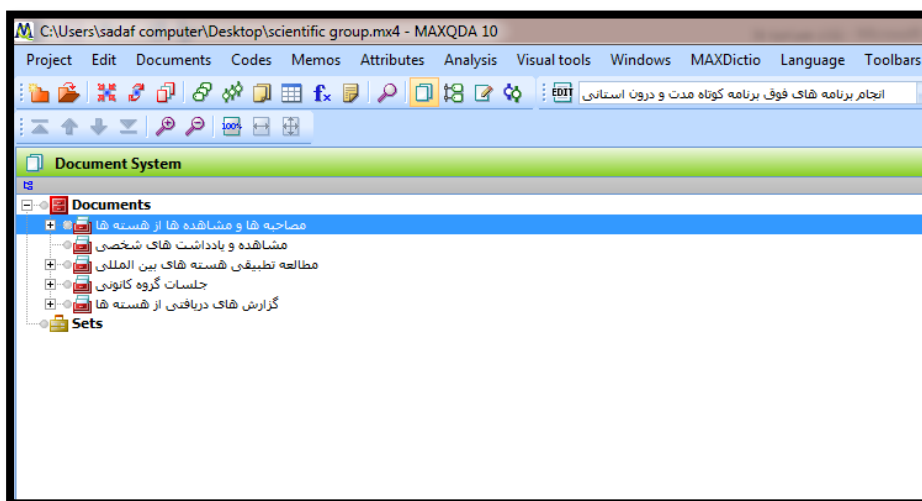 C:\Users\sadaf computer\Desktop\scientific group.mx4 - MAXQDA 10
Project Edit Documents Codes Memos Attributes Analysis Visual tools Windows MAXDictio Language Toolbars
EDIT انجام برنامه های فوق برنامه کوتاه مدت و درون استانی
100%
Document System
Documents
مصاحبه ها و مشاهده ها از هسته ها
مشاهده و یادداشت های شخصی
مطالعه تطبیقی هسته های بین المللی
جلسات گروه کانونی
گزارش های دریافتی از هسته ها
Sets